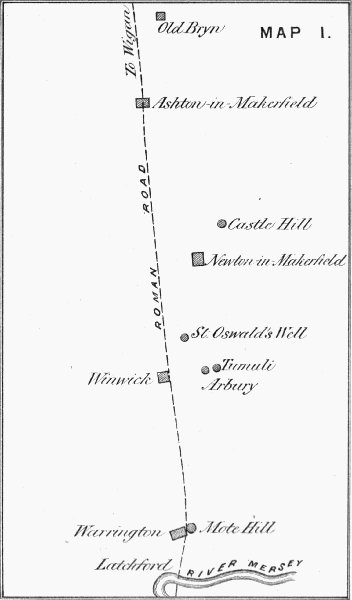 Old Bryn
MAP 1.
To Wigan
Ashton-in Makerfield
ROMAN ROAD
Castle Hill
Newton in Makerfield
St. Oswald's Well
Tumuli
Winwick
Arbury
Warrington
Mote Hill
Latchford
RIVER MERSEY